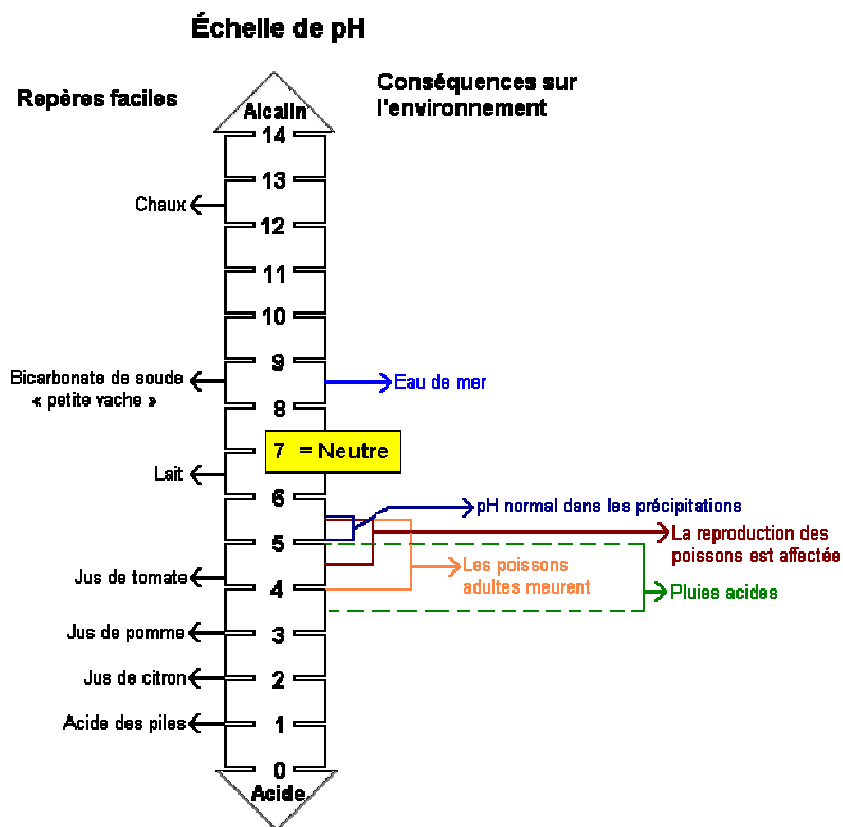 Échelle de pH
Repères faciles
Conséquences sur
l'environnement
Alcalin
14
13
Chaux
12
11
10
9
Bicarbonate de soude
« petite vache »
Eau de mer
8
7 = Neutre
Lait
6
pH normal dans les précipitations
5
La reproduction des
poissons est affectée
Les poissons
adultes meurent
Jus de tomate
4
Pluies acides
Jus de pomme
3
Jus de citron
2
Acide des piles
1
0
Acide